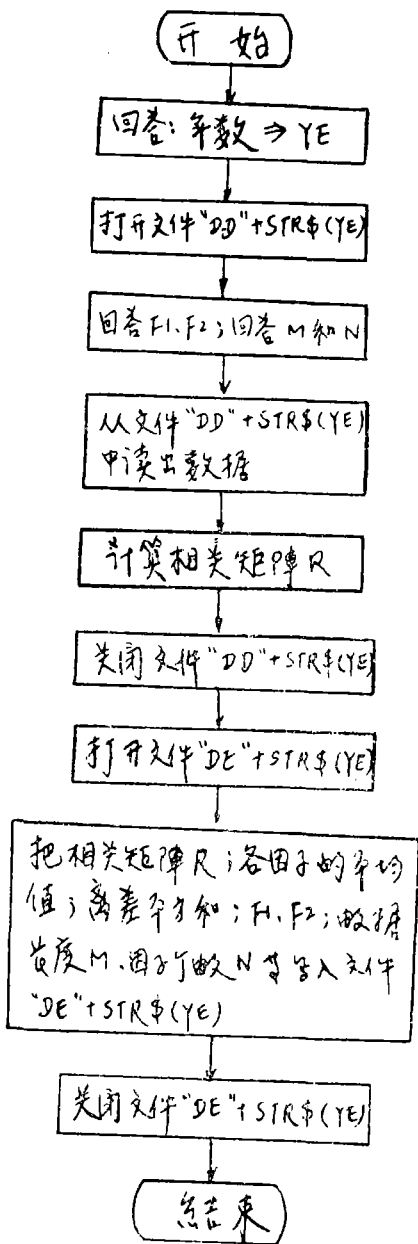 开始
回答：年数⇒YE
打开文件"DD"+STR$(YE)
回答F1、F2；回答M和N
从文件"DD"+STR$(YE)
中读出数据
计算相关矩陣R
关闭文件"DD"+STR$(YE)
打开文件"DE"+STR$(YE)
把相关矩陣R；各因子的平均
值；离差平方和；F1、F2；数据
长度M、因子个数N等写入文件
"DE"+STR$(YE)
关闭文件"DE"+STR$(YE)
結束